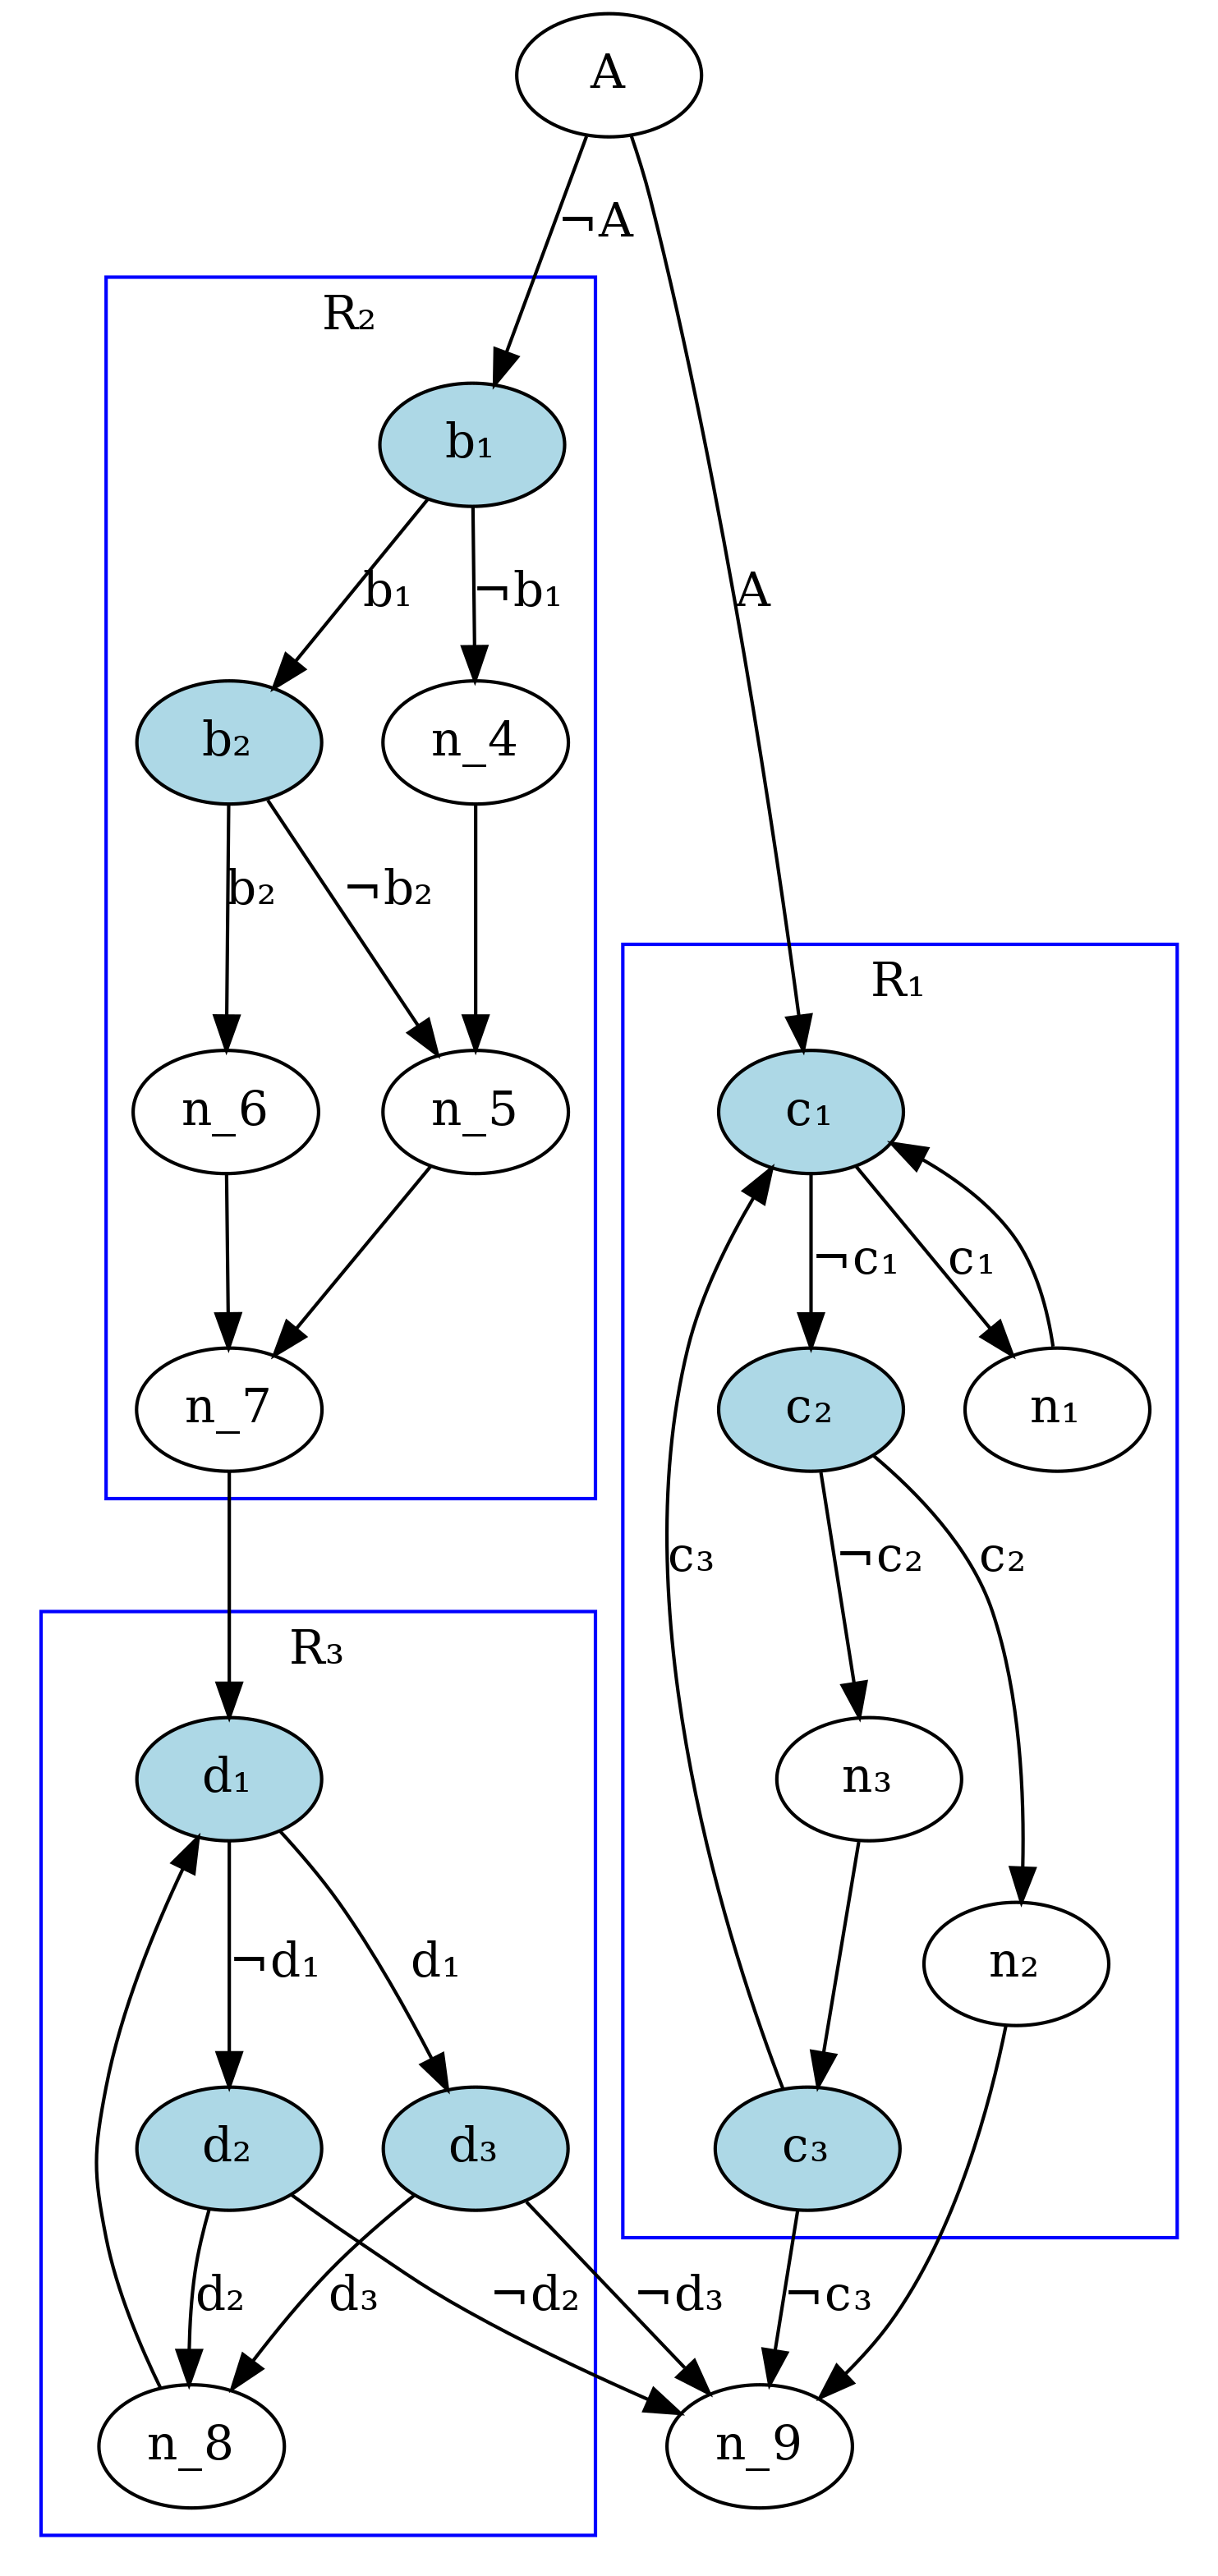 A
¬A
R₂
b₁
b₁
¬b₁
A
b₂
n_4
b₂
¬b₂
R₁
n_6
n_5
c₁
¬c₁
c₁
n_7
c₂
n₁
c₃
¬c₂
c₂
R₃
d₁
n₃
¬d₁
d₁
n₂
d₂
d₃
c₃
d₂
d₃
¬d₂
¬d₃
¬c₃
n_8
n_9